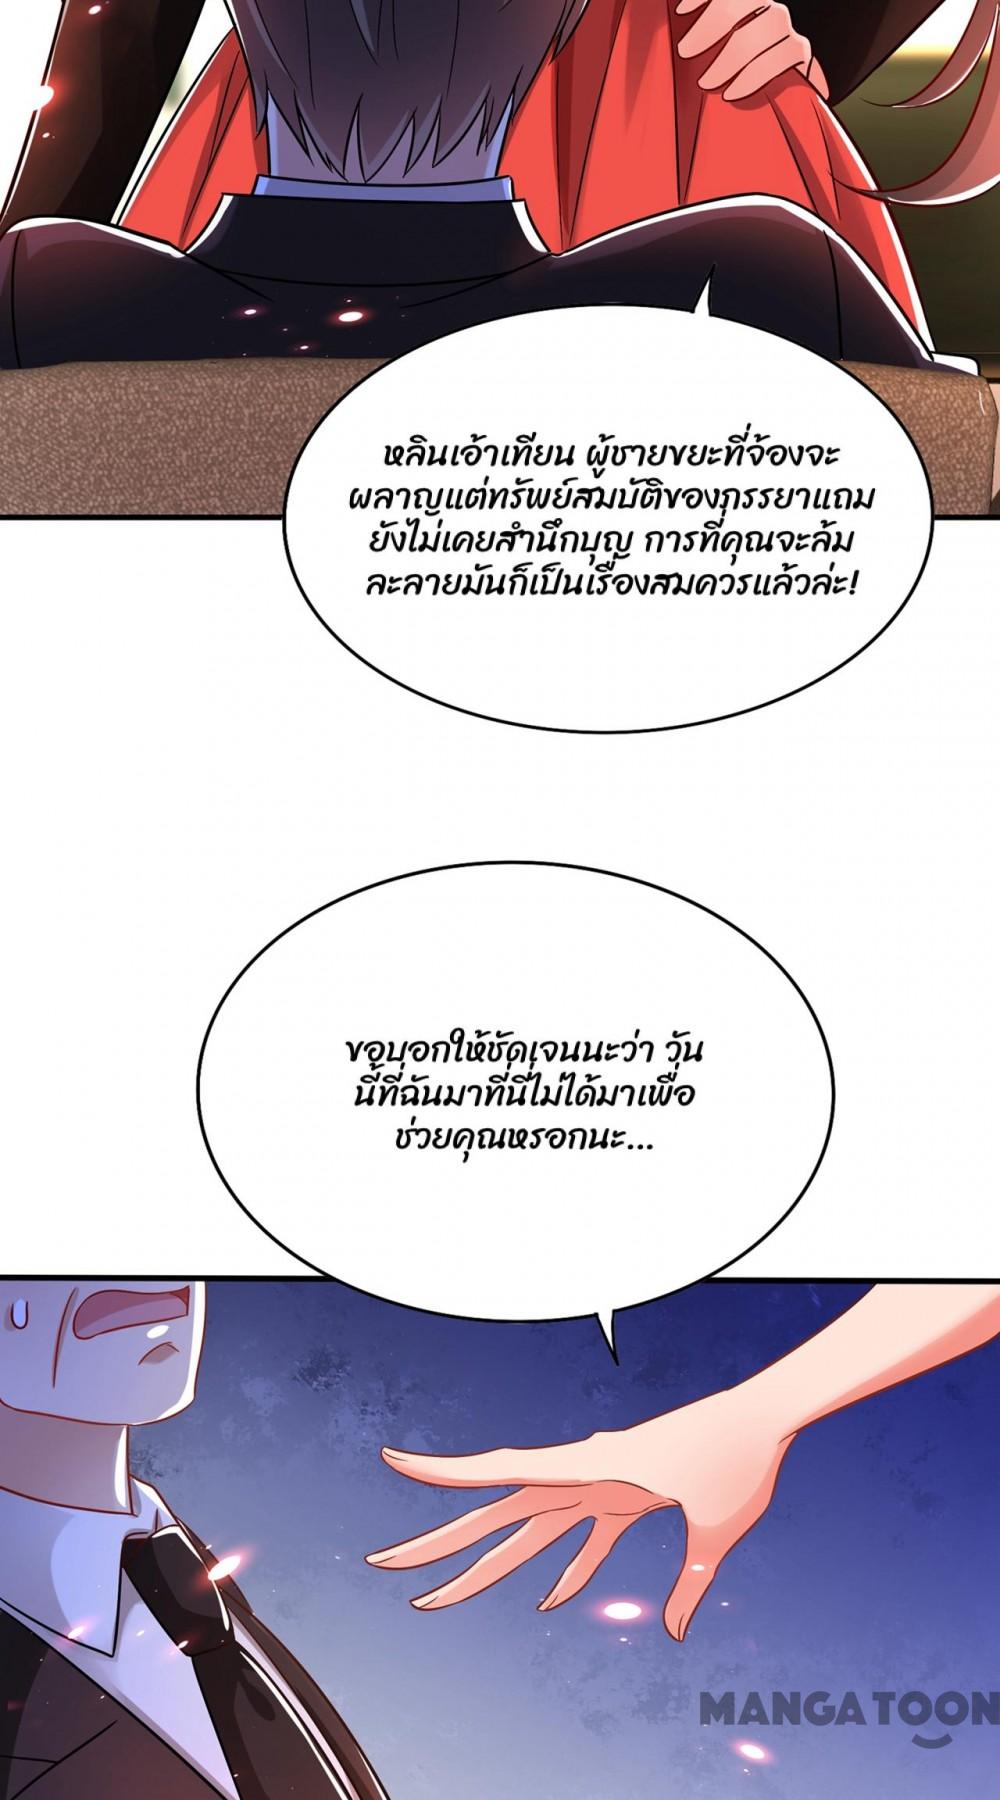 หลินเอ้าเทียน ผู้ชายขยะที่จ้องจะ
ผลาญแต่ทรัพย์สมบัติของภรรยาแถม
ยังไม่เคยสำนึกบุญ การที่คุณจะล้ม
ละลายมันก็เป็นเรื่องสมควรแล้วล่ะ!
ขอบอกให้ชัดเจนนะว่า วัน
นี้ที่ฉันมาที่นี่ไม่ได้มาเพื่อ
ช่วยคุณหรอกนะ...
MANGATOON